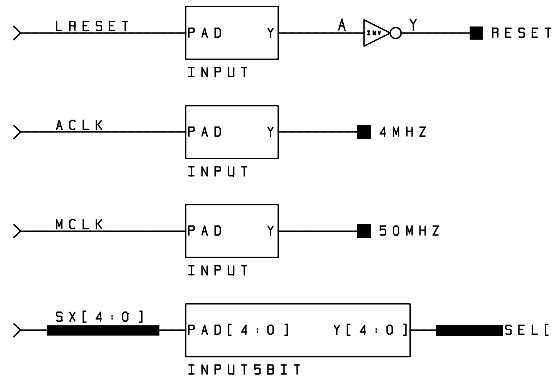 LRESET PAD Y A INV Y RESET
INPUT
ACLK PAD Y 4MHZ
INPUT
MCLK PAD Y 50MHZ
INPUT
SX[4:0] PAD[4:0] Y[4:0] SEL[
INPUT5BIT